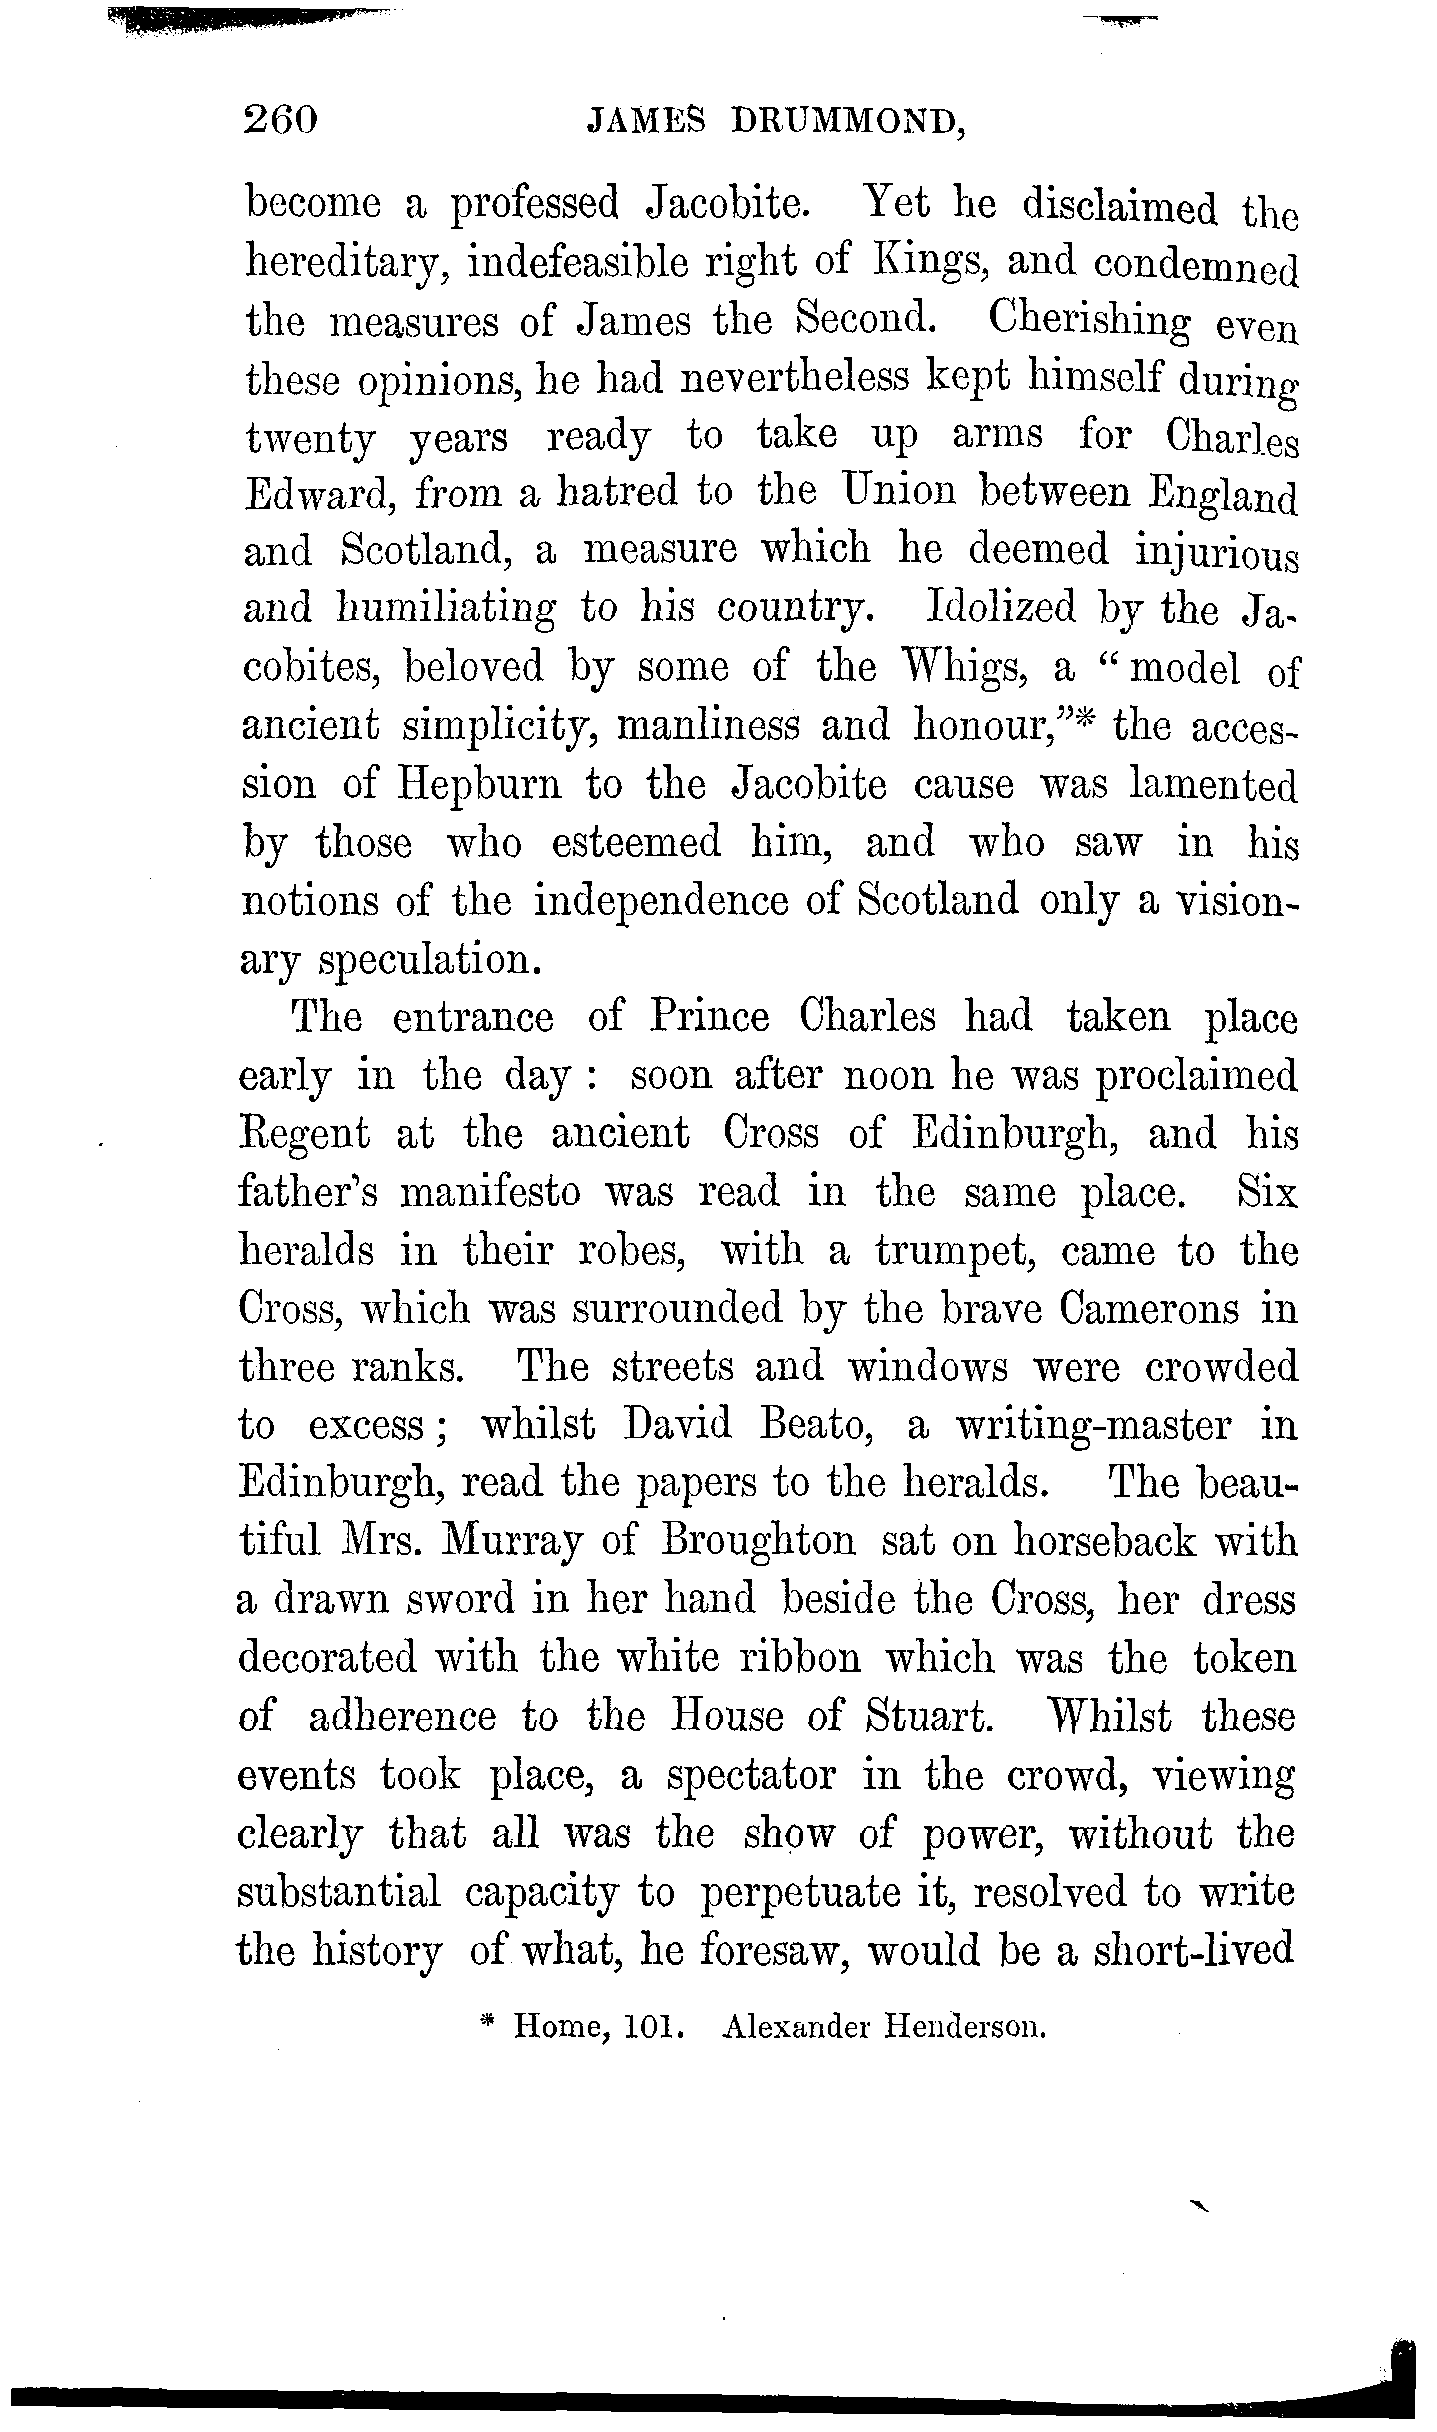 260 JAMES DRUMMOND,
become a professed Jacobite. Yet he disclaimed the
hereditary, indefeasible right of Kings, and condemned
the measures of James the Second. Cherishing even
these opinions, he had nevertheless kept himself during
twenty years ready to take up arms for Charles
Edward, from a hatred to the Union between England
and Scotland, a measure which he deemed injurious
and humiliating to his country. Idolized by the Ja-
cobites, beloved by some of the Whigs, a “model of
ancient simplicity, manliness and honour,”* the acces-
sion of Hepburn to the Jacobite cause was lamented
by those who esteemed him, and who saw in his
notions of the independence of Scotland only a vision-
ary speculation.
The entrance of Prince Charles had taken place
early in the day : soon after noon he was proclaimed
Regent at the ancient Cross of Edinburgh, and his
father's manifesto was read in the same place. Six
heralds in their robes, with a trumpet, came to the
Cross, which was surrounded by the brave Camerons in
three ranks. The streets and windows were crowded
to excess ; whilst David Beato, a writing-master in
Edinburgh, read the papers to the heralds. The beau-
tiful Mrs. Murray of Broughton sat on horseback with
a drawn sword in her hand beside the Cross, her dress
decorated with the white ribbon which was the token
of adherence to the House of Stuart. Whilst these
events took place, a spectator in the crowd, viewing
clearly that all was the show of power, without the
substantial capacity to perpetuate it, resolved to write
the history of what, he foresaw, would be a short-lived
* Home, 101. Alexander Henderson.